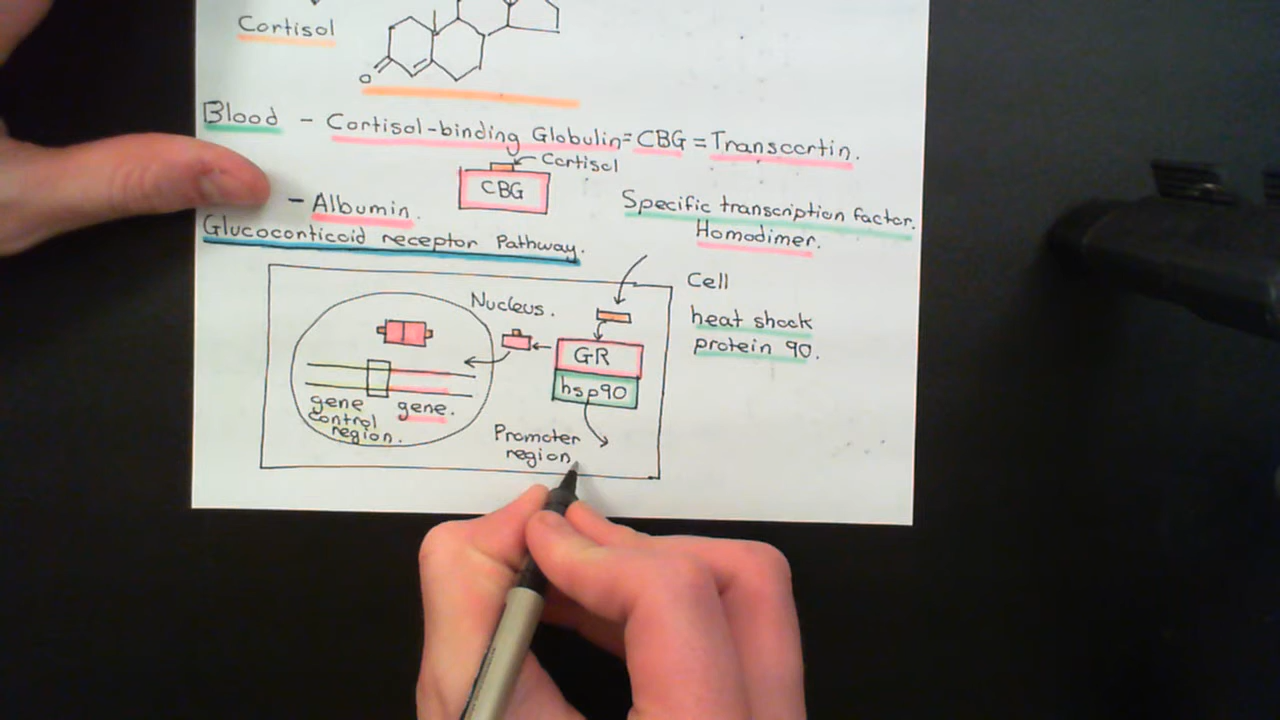 Cortisol
O
Blood - Cortisol-binding Globulin = CBG = Transcortin.
Cortisol
CBG
- Albumin.
Specific transcription factor.
Homodimer.
Glucocorticoid receptor Pathway.
Cell
Nucleus.
heat shock
protein 90.
GR
hsp90
gene
control
region.
gene.
Promoter
region